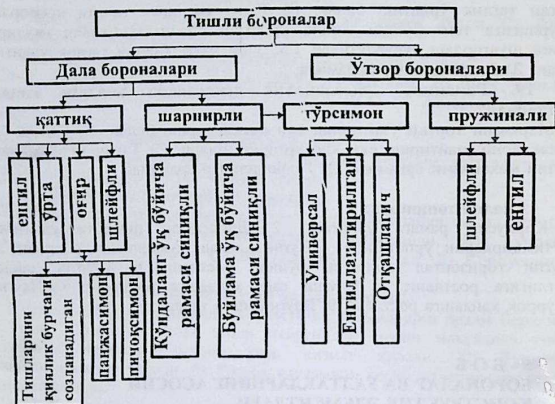 Тишли бороналар
Дала бороналари
Ўтзор бороналари
қаттиқ
шарнирли
тўрсимон
пружинали
енгил
ўрта
оғир
шлейфли
Кўндаланг ўқ бўйича
рамаси синиқли
Бўйлама ўқ бўйича
рамаси синиқли
Универсал
Енгиллаштирилган
Отқашлагич
шлейфли
енгил
Тишларнинг
қиялик бурчаги
созланадиган
панжасимон
пичоқсимон